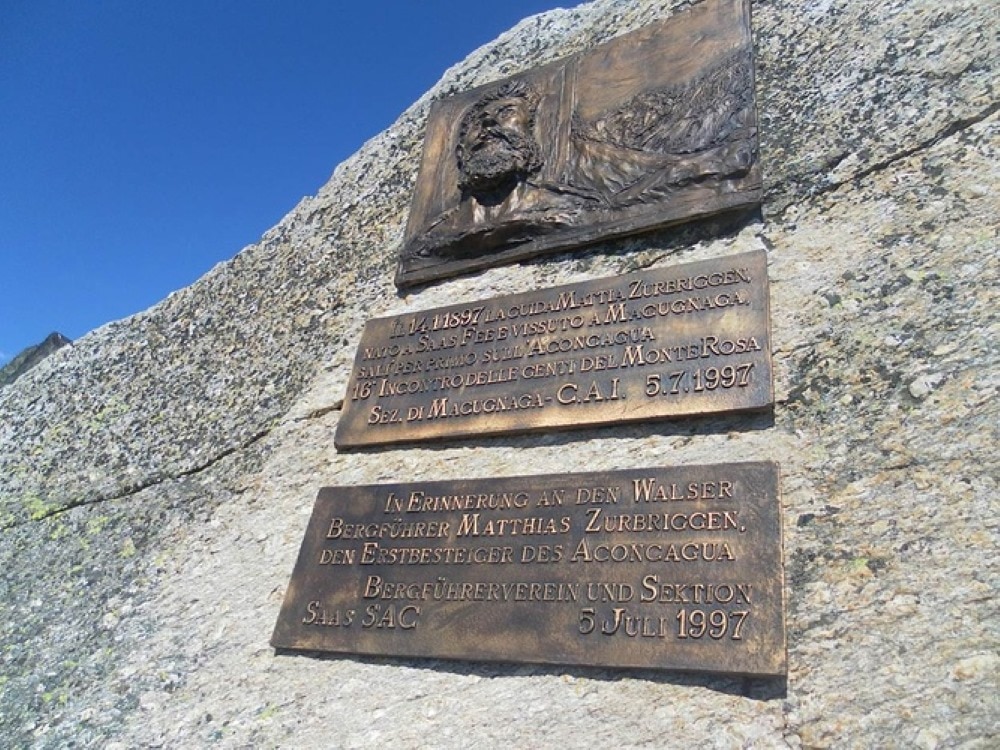 IL 14.1.1897 LA GUIDA MATTIA ZURBRIGGEN,
NATO A SAAS FEE E VISSUTO A MACUGNAGA,
SALÌ PER PRIMO SULL'ACONCAGUA
16° INCONTRO DELLE GENTI DEL MONTE ROSA
SEZ. DI MACUGNAGA - C.A.I. 5.7.1997
IN ERINNERUNG AN DEN WALSER
BERGFÜHRER MATTHIAS ZURBRIGGEN,
DEN ERSTBESTEIGER DES ACONCAGUA
BERGFÜHRERVEREIN UND SEKTION
SAAS SAC 5 JULI 1997